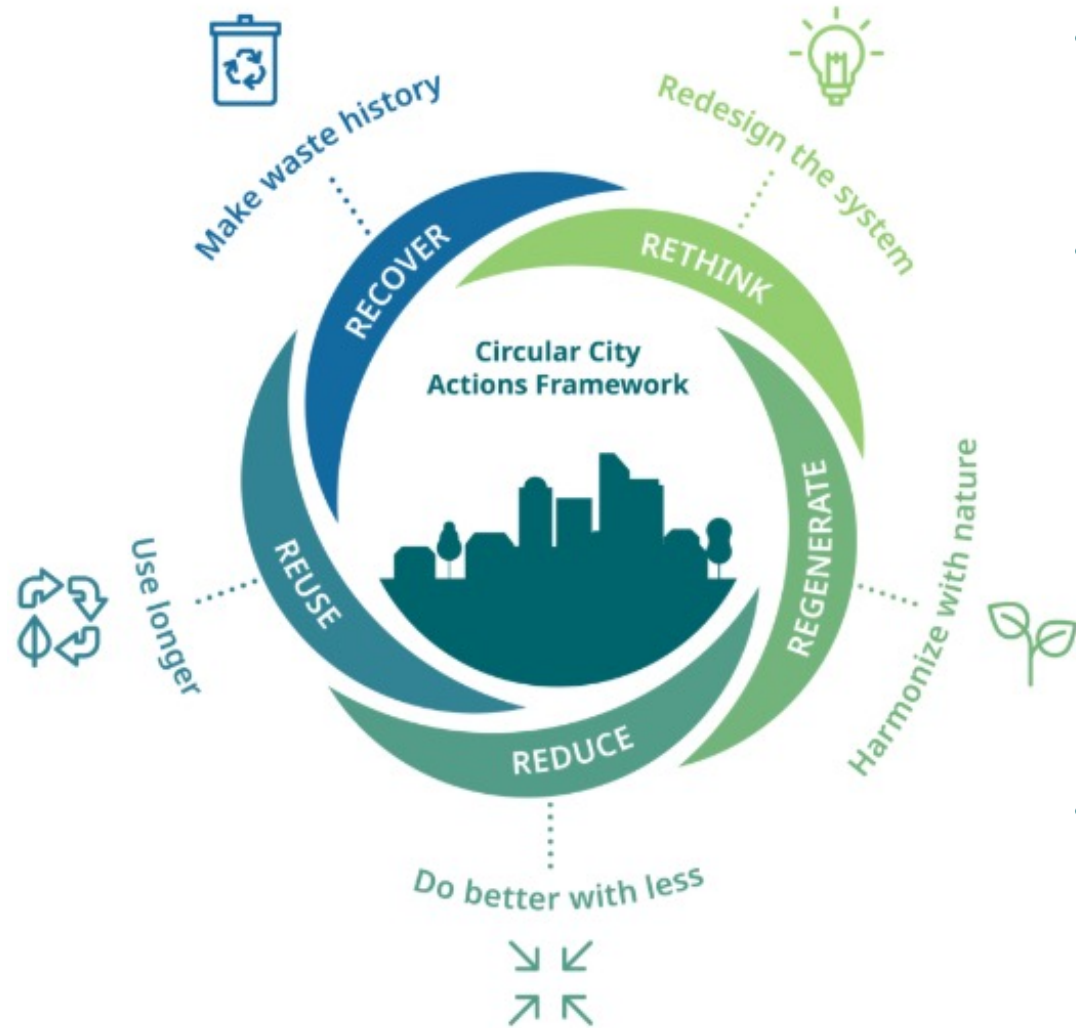 Circular City
Actions Framework
RETHINK
Redesign the system
REGENERATE
Harmonize with nature
REDUCE
Do better with less
REUSE
Use longer
RECOVER
Make waste history